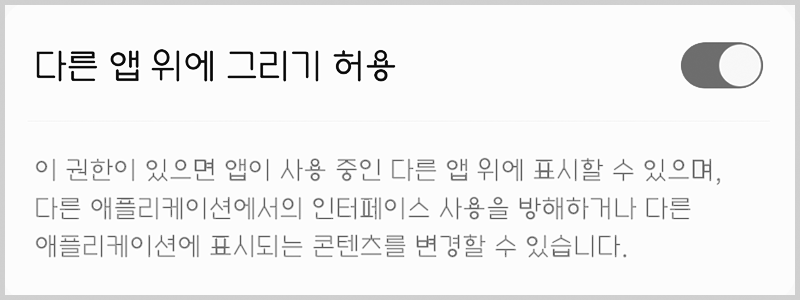 다른 앱 위에 그리기 허용
이 권한이 있으면 앱이 사용 중인 다른 앱 위에 표시할 수 있으며,
다른 애플리케이션에서의 인터페이스 사용을 방해하거나 다른
애플리케이션에 표시되는 콘텐츠를 변경할 수 있습니다.